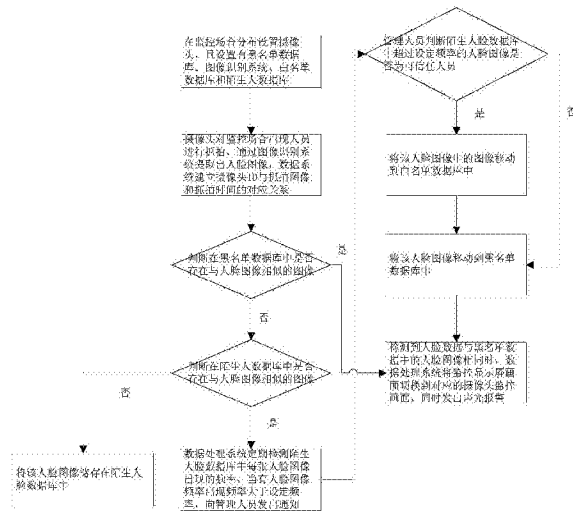 在监控场合分布设置摄像
头，且设置有黑名单数据
库、图像识别系统、白名单
数据库和陌生人数据库
摄像头对监控场合出现人员
进行抓拍，通过图像识别系
统提取出人脸图像，数据系
统建立摄像头ID与抓拍图像
和抓拍时间的对应关系
判断在黑名单数据库中是否
存在与人脸图像相似的图像
是
否
判断在陌生人数据库中是否
存在与人脸图像相似的图像
否
是
将该人脸图像储存在陌生人
脸数据库中
数据处理系统定期检测陌生
人脸数据库中每张人脸图像
出现的频率，当有人脸图像
频率出现频率大于设定频
率，向管理人员发出通知
管理人员判断陌生人脸数据库
中超过设定频率的人脸图像是
否为可信任人员
是
否
将该人脸图像中的图像移动
到白名单数据库中
将该人脸图像移动到黑名单
数据库中
检测到人脸数据与黑名单数
据中的人脸图像相同时，数
据处理系统将监控显示屏画
面切换到对应的摄像头监控
画面，同时发出声光报警